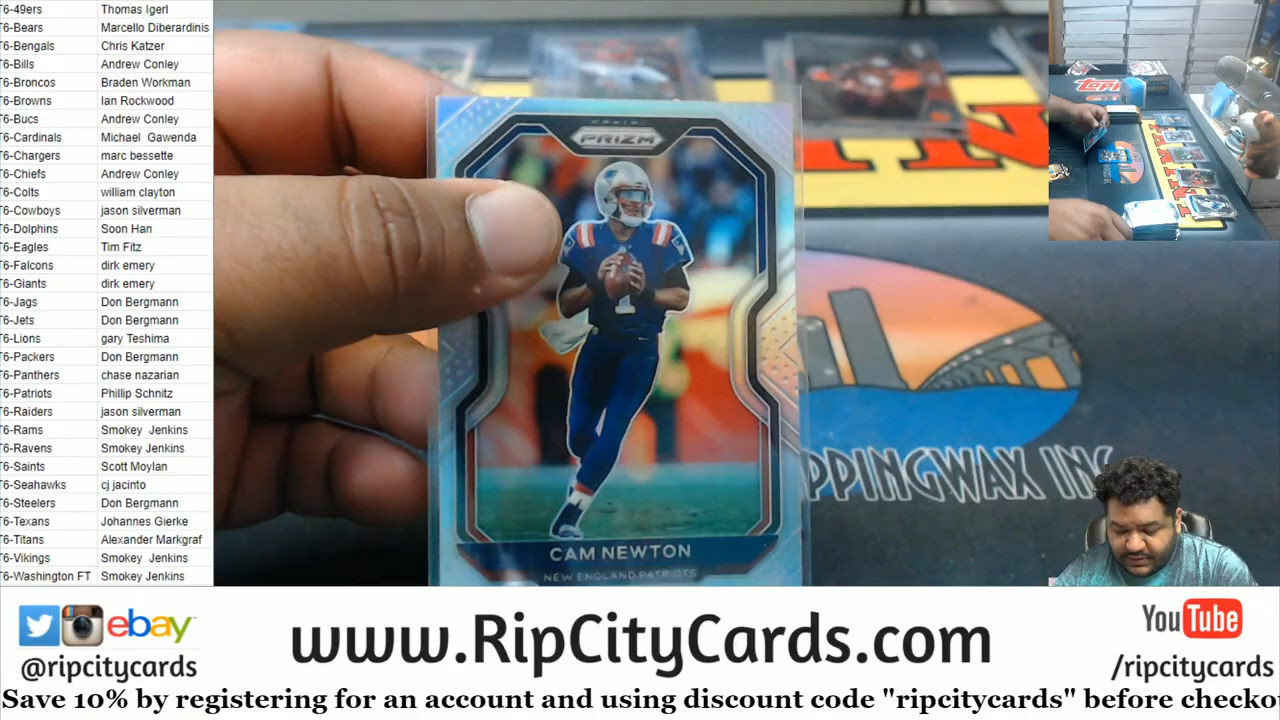 T6-49ers Thomas Igerl
T6-Bears Marcello Diberardinis
T6-Bengals Chris Katzer
T6-Bills Andrew Conley
T6-Broncos Braden Workman
T6-Browns Ian Rockwood
T6-Bucs Andrew Conley
T6-Cardinals Michael Gawenda
T6-Chargers marc bessette
T6-Chiefs Andrew Conley
T6-Colts william clayton
T6-Cowboys jason silverman
T6-Dolphins Soon Han
T6-Eagles Tim Fitz
T6-Falcons dirk emery
T6-Giants dirk emery
T6-Jags Don Bergmann
T6-Jets Don Bergmann
T6-Lions gary Teshima
T6-Packers Don Bergmann
T6-Panthers chase nazarian
T6-Patriots Phillip Schnitz
T6-Raiders jason silverman
T6-Rams Smokey Jenkins
T6-Ravens Smokey Jenkins
T6-Saints Scott Moylan
T6-Seahawks cj jacinto
T6-Steelers Don Bergmann
T6-Texans Johannes Gierke
T6-Titans Alexander Markgraf
T6-Vikings Smokey Jenkins
T6-Washington FT Smokey Jenkins
PRIZM
1
CAM NEWTON
NEW ENGLAND PATRIOTS
PPINGWAX INC
Topps
ebay
@ripcitycards
www.RipCityCards.com
YouTube
/ripcitycards
Save 10% by registering for an account and using discount code "ripcitycards" before checko